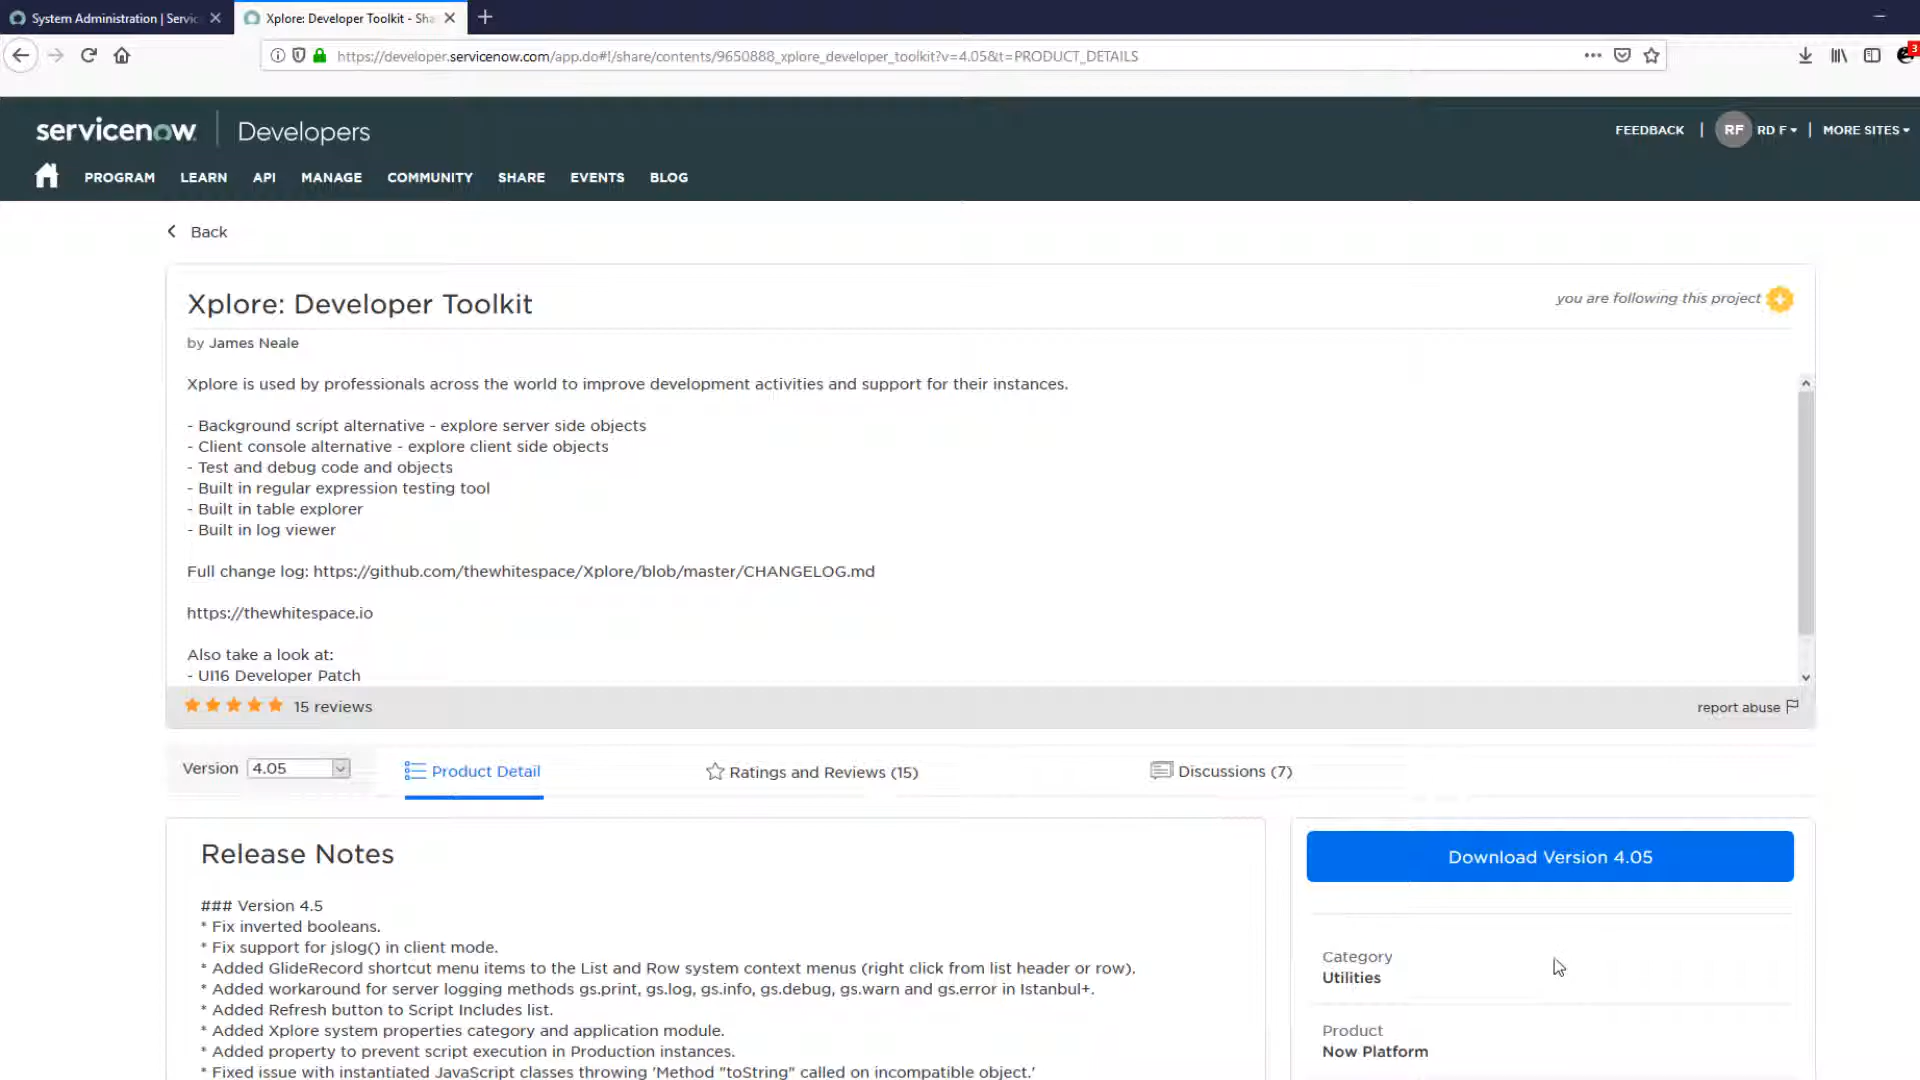 System Administration | Servic
Xplore: Developer Toolkit - Sha
https://developer.servicenow.com/app.do#!/share/contents/9650888_xplore_developer_toolkit?v=4.05&t=PRODUCT_DETAILS
3
servicenow | Developers
FEEDBACK | RF RD F | MORE SITES
PROGRAM LEARN API MANAGE COMMUNITY SHARE EVENTS BLOG
Back
Xplore: Developer Toolkit
you are following this project
by James Neale
Xplore is used by professionals across the world to improve development activities and support for their instances.
- Background script alternative - explore server side objects
- Client console alternative - explore client side objects
- Test and debug code and objects
- Built in regular expression testing tool
- Built in table explorer
- Built in log viewer
Full change log: https://github.com/thewhitespace/Xplore/blob/master/CHANGELOG.md
https://thewhitespace.io
Also take a look at:
- UI16 Developer Patch
15 reviews
report abuse
Version 4.05
Product Detail
Ratings and Reviews (15)
Discussions (7)
Release Notes
### Version 4.5
* Fix inverted booleans.
* Fix support for jslog() in client mode.
* Added GlideRecord shortcut menu items to the List and Row system context menus (right click from list header or row).
* Added workaround for server logging methods gs.print, gs.log, gs.info, gs.debug, gs.warn and gs.error in Istanbul+.
* Added Refresh button to Script Includes list.
* Added Xplore system properties category and application module.
* Added property to prevent script execution in Production instances.
* Fixed issue with instantiated JavaScript classes throwing 'Method "toString" called on incompatible object.'
Download Version 4.05
Category
Utilities
Product
Now Platform